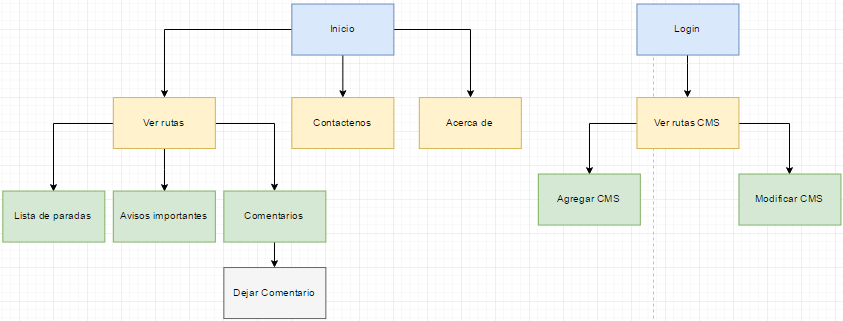 Inicio
Login
Ver rutas
Contactenos
Acerca de
Ver rutas CMS
Lista de paradas
Avisos importantes
Comentarios
Agregar CMS
Modificar CMS
Dejar Comentario